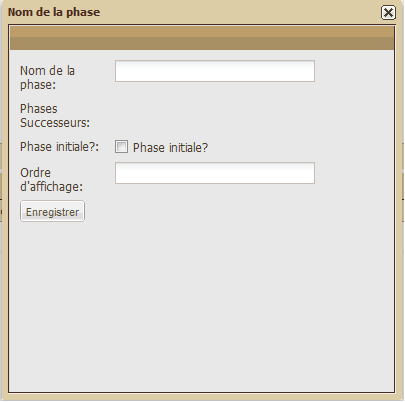 Nom de la phase
Nom de la
phase:
Phases
Successeurs:
Phase initiale?: Phase initiale?
Ordre
d'affichage:
Enregistrer